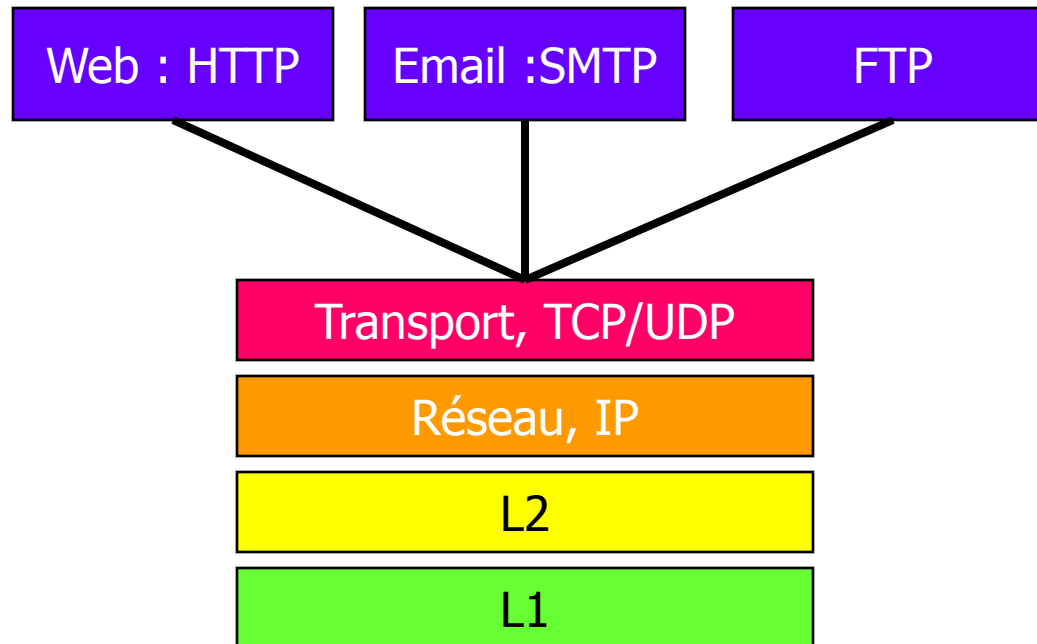 Web : HTTP
Email :SMTP
FTP
Transport, TCP/UDP
Réseau, IP
L2
L1